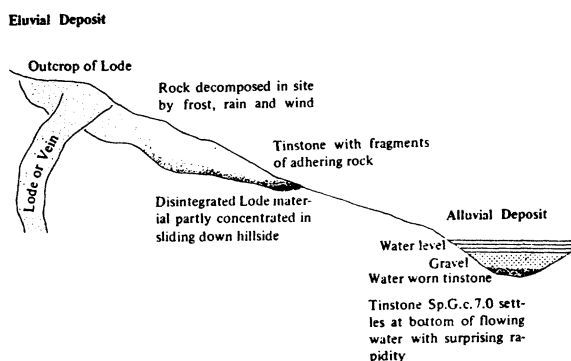 Eluvial Deposit
Outcrop of Lode
Rock decomposed in site
by frost, rain and wind
Tinstone with fragments
of adhering rock
Lode or Vein
Disintegrated Lode mater-
ial partly concentrated in
sliding down hillside
Alluvial Deposit
Water level
Gravel
Water worn tinstone
Tinstone Sp.G.c.7.0 sett-
les at bottom of flowing
water with surprising ra-
pidity